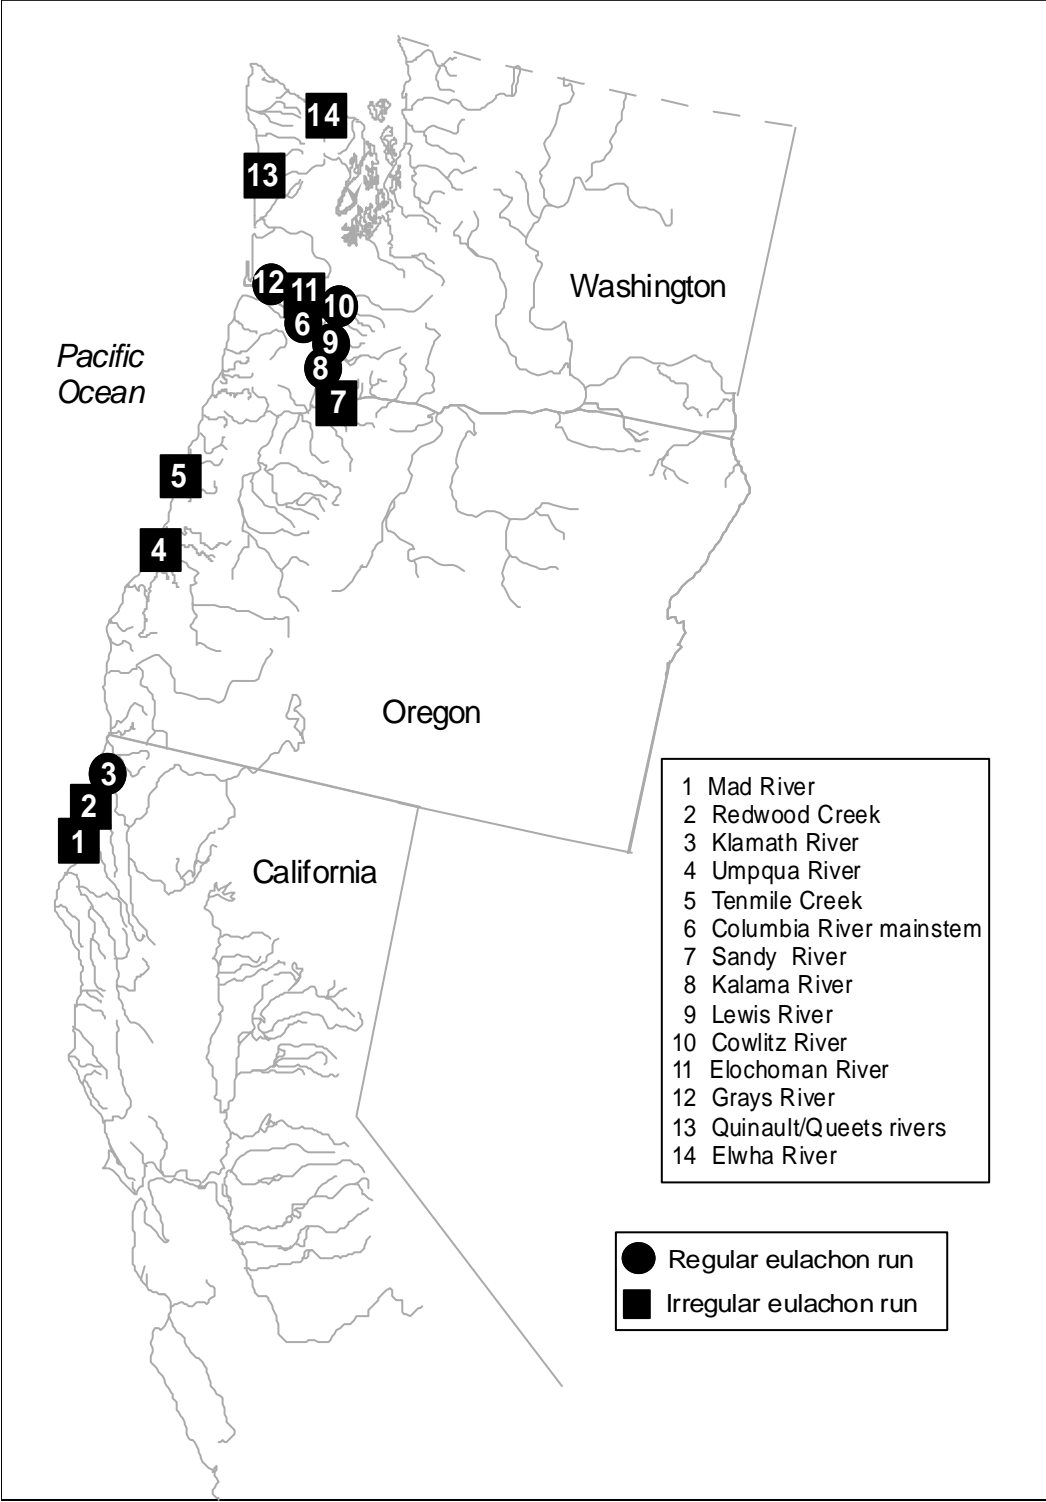 14
13
Washington
12
11
10
6
9
8
7
Pacific
Ocean
5
4
Oregon
3
2
1
California
1 Mad River
2 Redwood Creek
3 Klamath River
4 Umpqua River
5 Tenmile Creek
6 Columbia River mainstem
7 Sandy River
8 Kalama River
9 Lewis River
10 Cowlitz River
11 Elochoman River
12 Grays River
13 Quinault/Queets rivers
14 Elwha River
Regular eulachon run
Irregular eulachon run